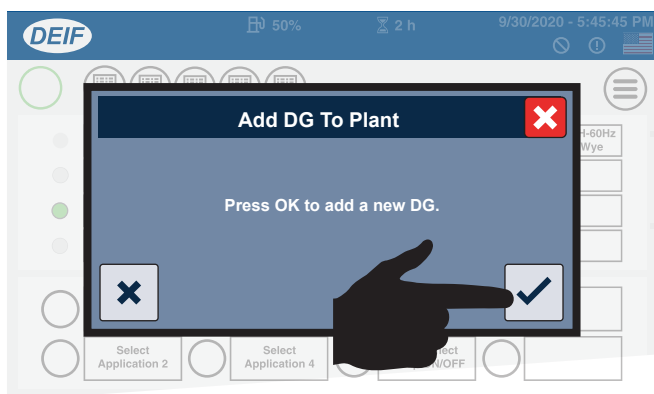 DEIF
50%
2 h
9/30/2020 - 5:45:45 PM
Add DG To Plant
H-60Hz
Wye
Press OK to add a new DG.
Select
Application 2
Select
Application 4
ect
N/OFF